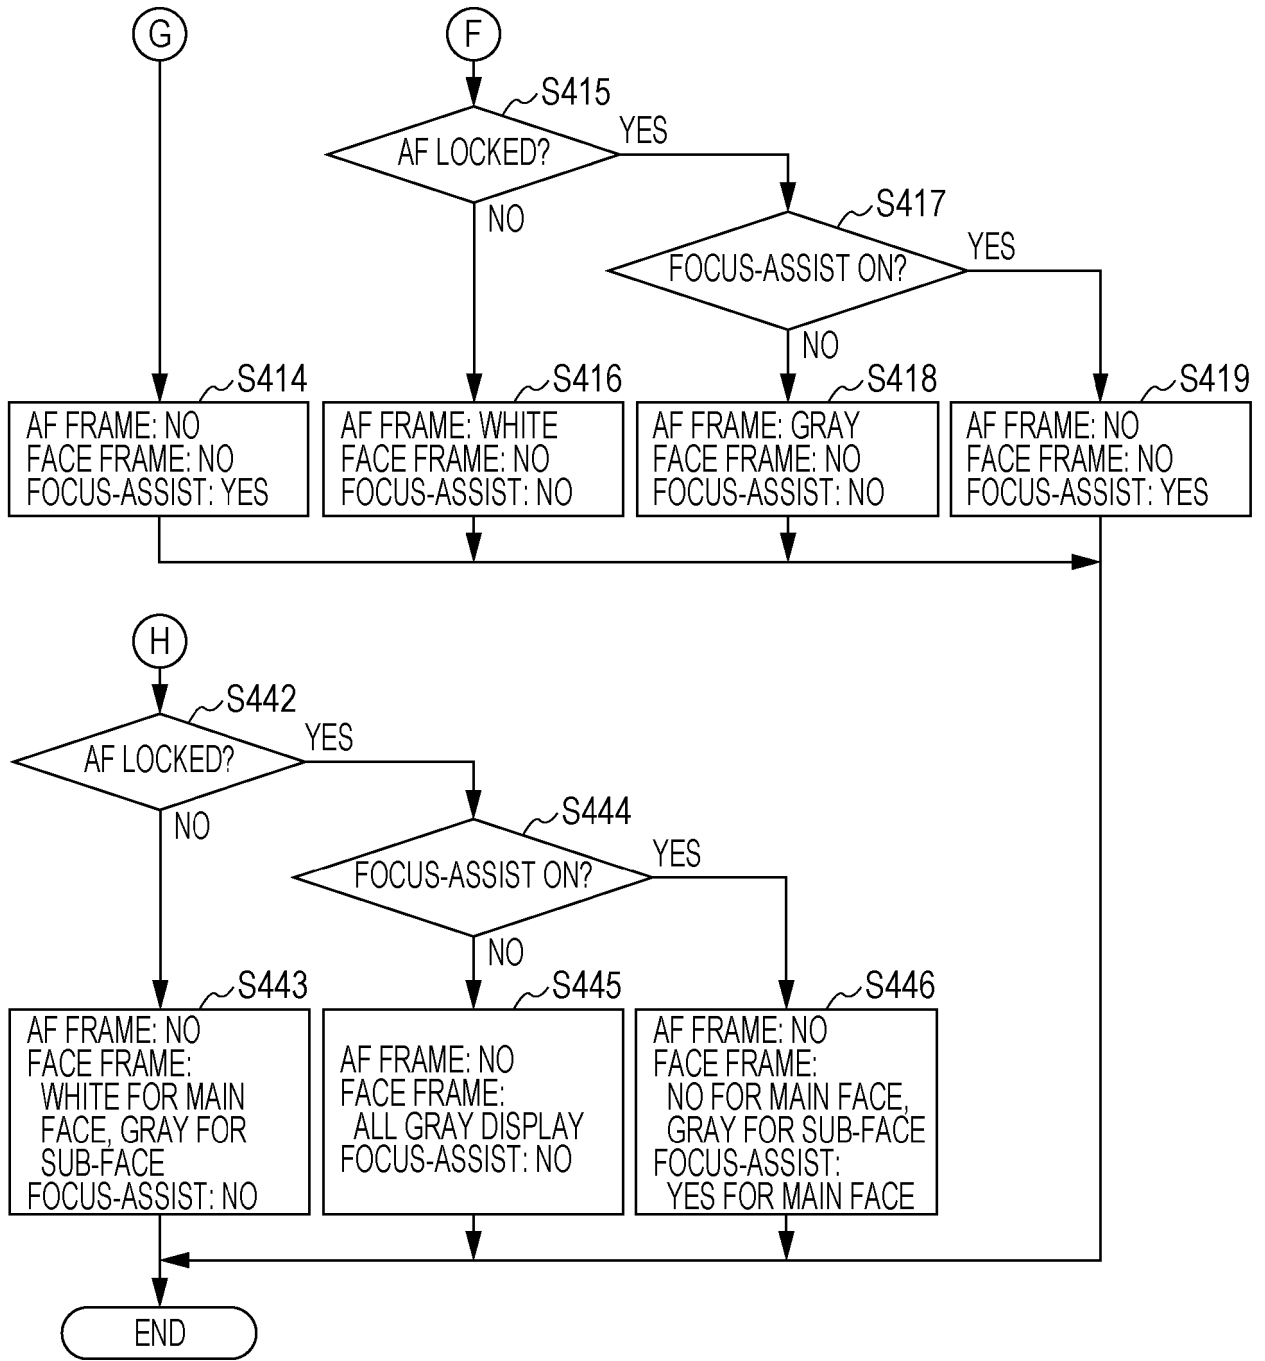 G
F
S415
AF LOCKED?
YES
NO
S417
FOCUS-ASSIST ON?
YES
NO
S414
AF FRAME: NO
FACE FRAME: NO
FOCUS-ASSIST: YES
S416
AF FRAME: WHITE
FACE FRAME: NO
FOCUS-ASSIST: NO
S418
AF FRAME: GRAY
FACE FRAME: NO
FOCUS-ASSIST: NO
S419
AF FRAME: NO
FACE FRAME: NO
FOCUS-ASSIST: YES
H
S442
AF LOCKED?
YES
NO
S444
FOCUS-ASSIST ON?
YES
NO
S443
AF FRAME: NO
FACE FRAME:
WHITE FOR MAIN
FACE, GRAY FOR
SUB-FACE
FOCUS-ASSIST: NO
S445
AF FRAME: NO
FACE FRAME:
ALL GRAY DISPLAY
FOCUS-ASSIST: NO
S446
AF FRAME: NO
FACE FRAME:
NO FOR MAIN FACE,
GRAY FOR SUB-FACE
FOCUS-ASSIST:
YES FOR MAIN FACE
END